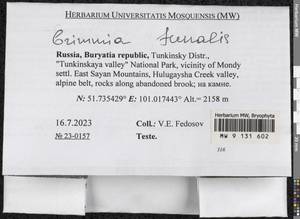 HERBARIUM UNIVERSITATIS MOSQUENSIS (MW)
Grimmia funalis
Russia, Buryatia republic, Tunkinsky Distr.,
"Tunkinskaya valley" National Park, vicinity of Mondy
settl. East Sayan Mountains, Hulugaysha Creek valley,
alpine belt, rocks along abandoned brook; на камне.
N: 51.735429° E: 101.017443° Alt.= 2158 m
16.7.2023 Coll.: V.E. Fedosov
№ 23-0157 Teste.
Herbarium MW, Bryophyta
MW 9 131 602
316